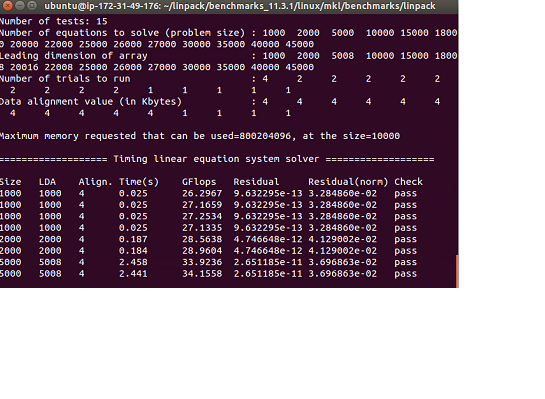 ubuntu@ip-172-31-49-176: ~/linpack/benchmarks_11.3.1/linux/mkl/benchmarks/linpack
Number of tests: 15
Number of equations to solve (problem size) : 1000  2000  5000  10000 15000 1800
0 20000 22000 25000 26000 27000 30000 35000 40000 45000
Leading dimension of array                  : 1000  2000  5008  10000 15000 1800
8 20016 22008 25000 26000 27000 30000 35000 40000 45000
Number of trials to run                     : 4     2     2     2     2     2
  2     2     2     2     1     1     1     1     1
Data alignment value (in Kbytes)            : 4     4     4     4     4     4
  4     4     4     4     4     1     1     1     1
Maximum memory requested that can be used=800204096, at the size=10000
=================== Timing linear equation system solver ===================
Size   LDA    Align. Time(s)    GFlops   Residual     Residual(norm) Check
1000   1000   4      0.025      26.2967  9.632295e-13 3.284860e-02   pass
1000   1000   4      0.025      27.1659  9.632295e-13 3.284860e-02   pass
1000   1000   4      0.025      27.2534  9.632295e-13 3.284860e-02   pass
1000   1000   4      0.025      27.1335  9.632295e-13 3.284860e-02   pass
2000   2000   4      0.187      28.5638  4.746648e-12 4.129002e-02   pass
2000   2000   4      0.184      28.9604  4.746648e-12 4.129002e-02   pass
5000   5008   4      2.458      33.9236  2.651185e-11 3.696863e-02   pass
5000   5008   4      2.441      34.1558  2.651185e-11 3.696863e-02   pass